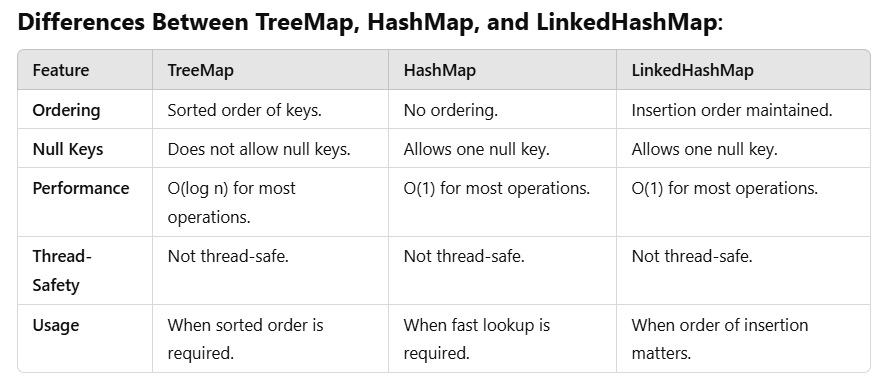 Differences Between TreeMap, HashMap, and LinkedHashMap:
Feature TreeMap HashMap LinkedHashMap
Ordering Sorted order of keys. No ordering. Insertion order maintained.
Null Keys Does not allow null keys. Allows one null key. Allows one null key.
Performance O(log n) for most O(1) for most operations. O(1) for most operations.
operations.
Thread- Not thread-safe. Not thread-safe. Not thread-safe.
Safety
Usage When sorted order is When fast lookup is When order of insertion
required. required. matters.